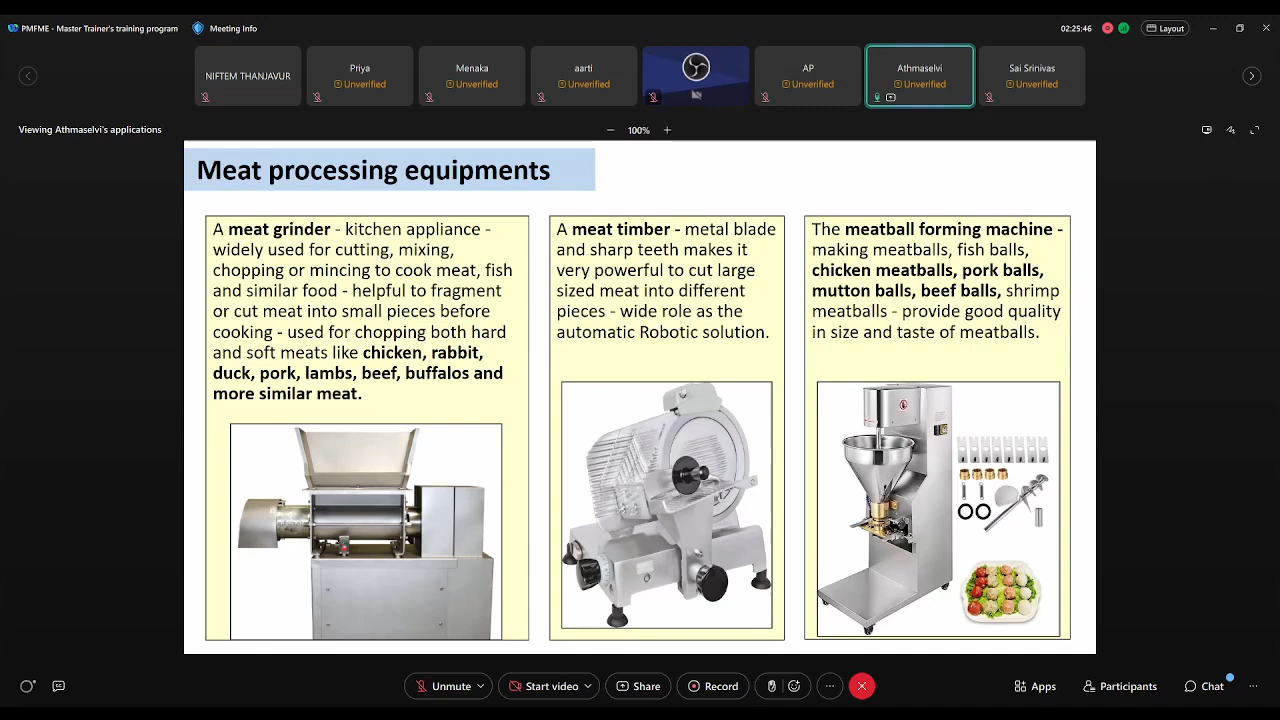 PMFME - Master Trainer's training program
Meeting Info
02:25:46
Layout
NIFTEM THANJAVUR
Priya
Unverified
Menaka
Unverified
aarti
Unverified
AP
Unverified
Athmaselvi
Unverified
Sai Srinivas
Unverified
Viewing Athmaselvi's applications
100%
Meat processing equipments
A meat grinder - kitchen appliance -
widely used for cutting, mixing,
chopping or mincing to cook meat, fish
and similar food - helpful to fragment
or cut meat into small pieces before
cooking - used for chopping both hard
and soft meats like chicken, rabbit,
duck, pork, lambs, beef, buffalos and
more similar meat.
A meat timber - metal blade
and sharp teeth makes it
very powerful to cut large
sized meat into different
pieces - wide role as the
automatic Robotic solution.
The meatball forming machine -
making meatballs, fish balls,
chicken meatballs, pork balls,
mutton balls, beef balls, shrimp
meatballs - provide good quality
in size and taste of meatballs.
Unmute
Start video
Share
Record
Apps
Participants
Chat